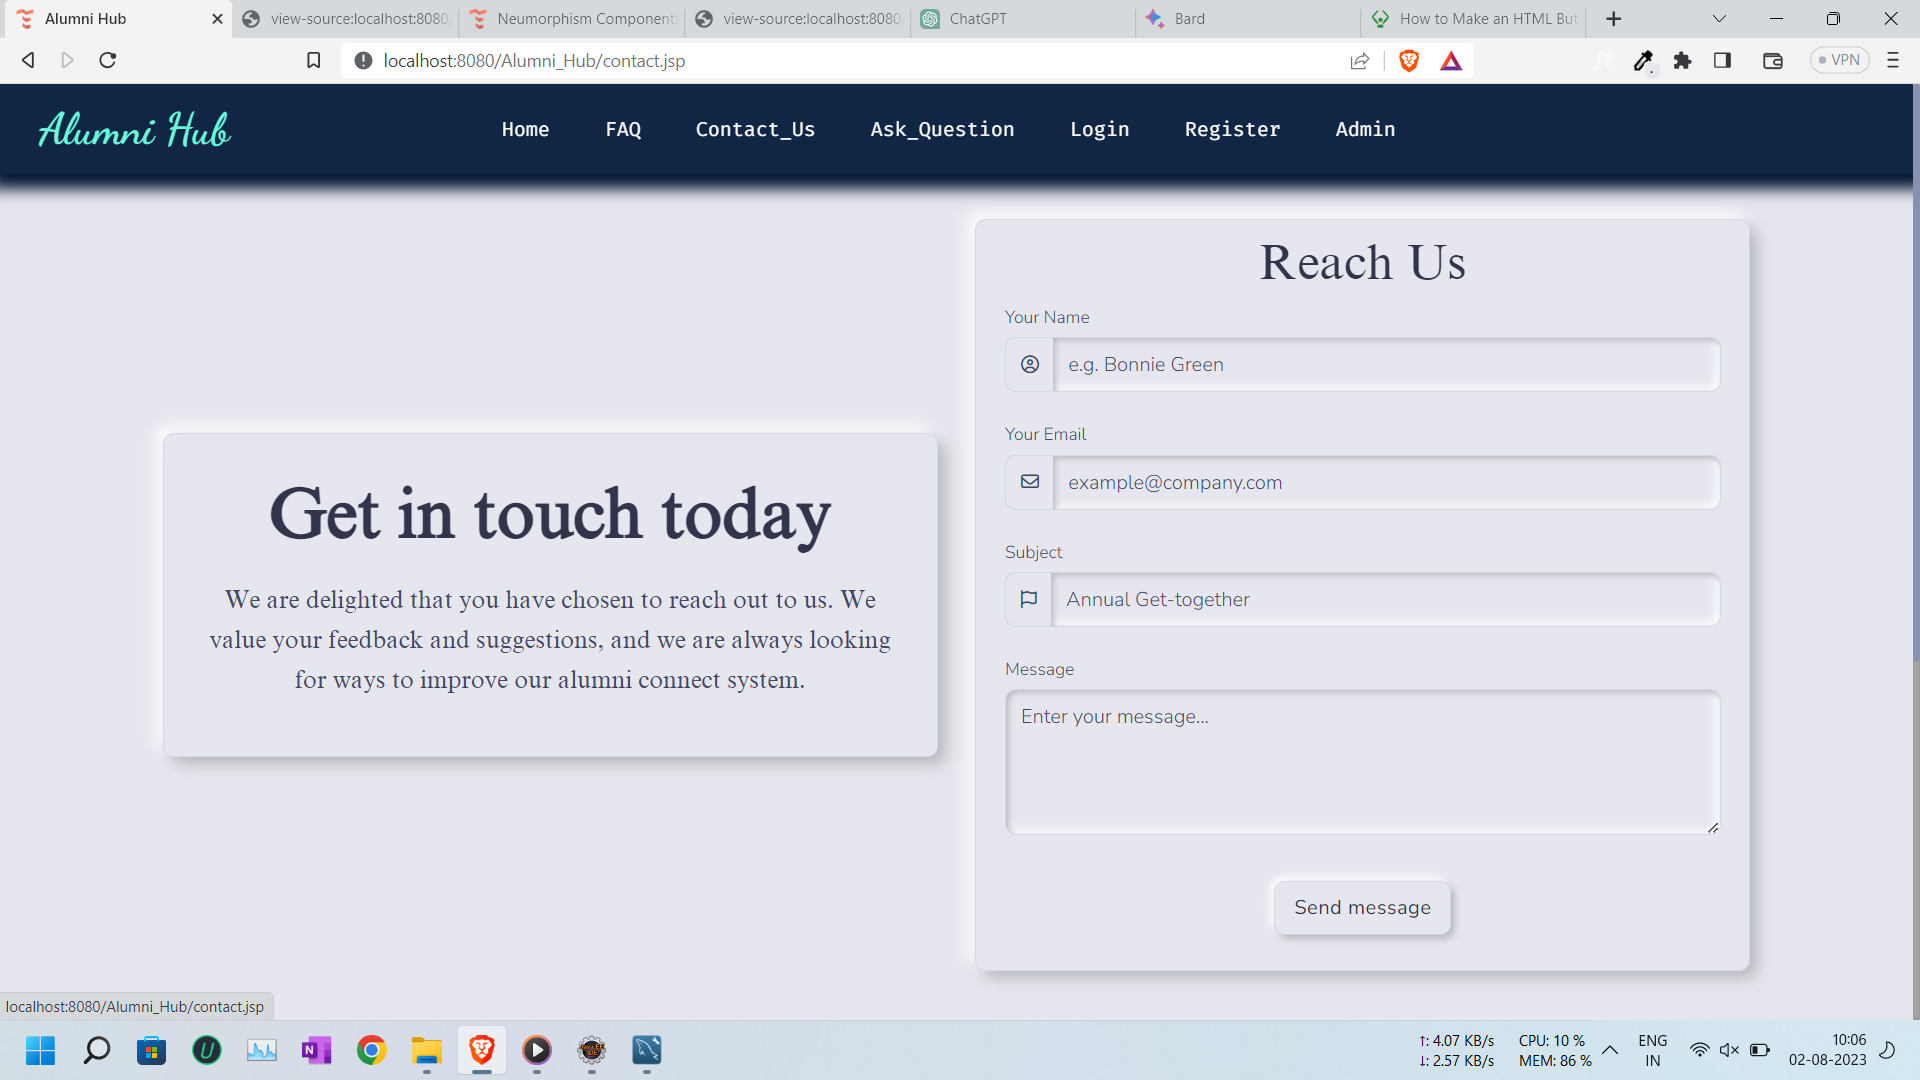 Alumni Hub
view-source:localhost:8080/
Neumorphism Component
view-source:localhost:8080/
ChatGPT
Bard
How to Make an HTML But
localhost:8080/Alumni_Hub/contact.jsp
VPN
Alumni Hub
Home
FAQ
Contact_Us
Ask_Question
Login
Register
Admin
Get in touch today
We are delighted that you have chosen to reach out to us. We
value your feedback and suggestions, and we are always looking
for ways to improve our alumni connect system.
Reach Us
Your Name
e.g. Bonnie Green
Your Email
example@company.com
Subject
Annual Get-together
Message
Enter your message...
Send message
localhost:8080/Alumni_Hub/contact.jsp
↑: 4.07 KB/s
↓: 2.57 KB/s
CPU: 10 %
MEM: 86 %
ENG
IN
10:06
02-08-2023